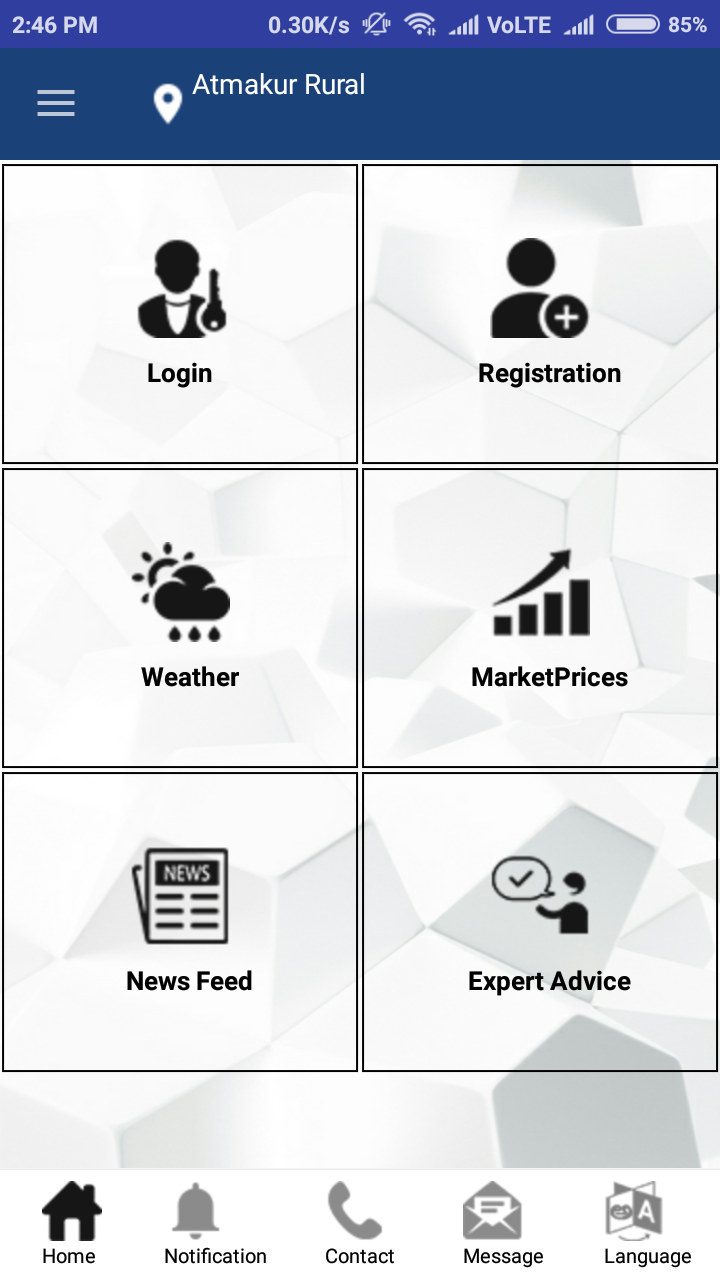 2:46 PM 0.30K/s VoLTE 85%
Atmakur Rural
Login Registration
Weather MarketPrices
NEWS
News Feed Expert Advice
A
Home Notification Contact Message Language